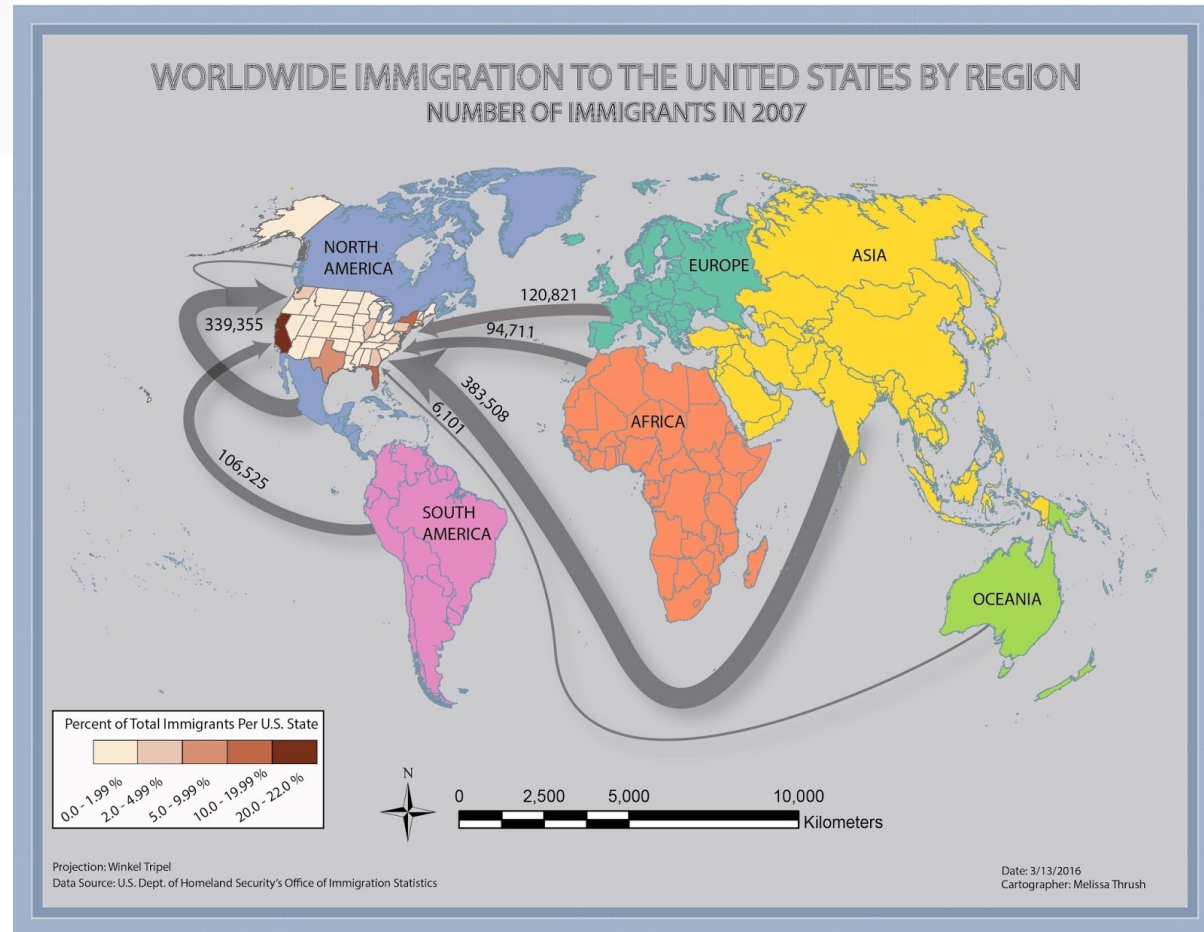 WORLDWIDE IMMIGRATION TO THE UNITED STATES BY REGION
NUMBER OF IMMIGRANTS IN 2007
NORTH
AMERICA
EUROPE
ASIA
120,821
339,355
94,711
383,508
6,101
AFRICA
106,525
SOUTH
AMERICA
OCEANIA
Percent of Total Immigrants Per U.S. State
0.0 - 1.99 %
2.0 - 4.99 %
5.0 - 9.99 %
10.0 - 19.99 %
20.0 - 22.0 %
N
0 2,500 5,000 10,000
Kilometers
Projection: Winkel Tripel
Data Source: U.S. Dept. of Homeland Security's Office of Immigration Statistics
Date: 3/13/2016
Cartographer: Melissa Thrush